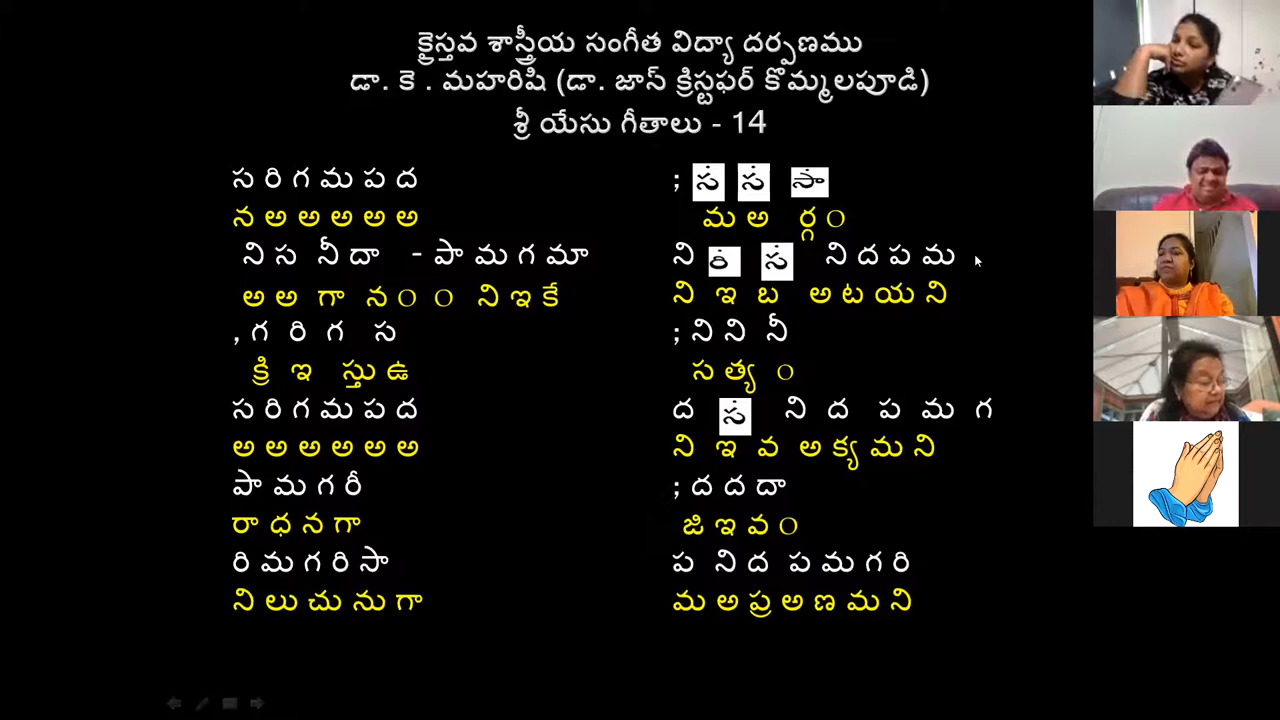 క్రైస్తవ శాస్త్రీయ సంగీత విద్యా దర్పణము
డా. కె . మహరిషి (డా. జాస్ క్రిస్టఫర్ కొమ్మలపూడి)
శ్రీ యేసు గీతాలు - 14
స రి గ మ ప ద
న అ అ అ అ అ
ని స నీ దా - పా మ గ మా
అ అ గా న ం ం ని ఇ కే
, గ రి గ స
క్రి ఇ స్తు ఉ
స రి గ మ ప ద
అ అ అ అ అ అ
పా మ గ రీ
రా ధ న గా
రి మ గ రి సా
ని లు చు ను గా
; స స సా
మ అ ర్గ ం
ని రి స ని ద ప మ
ని ఇ బ అ ట య ని
; ని ని నీ
స త్య ం
ద స ని ద ప మ గ
ని ఇ వ అ క్య మ ని
; ద ద దా
జి ఇ వ ం
ప ని ద ప మ గ రి
మ అ ప్ర అ ణ మ ని